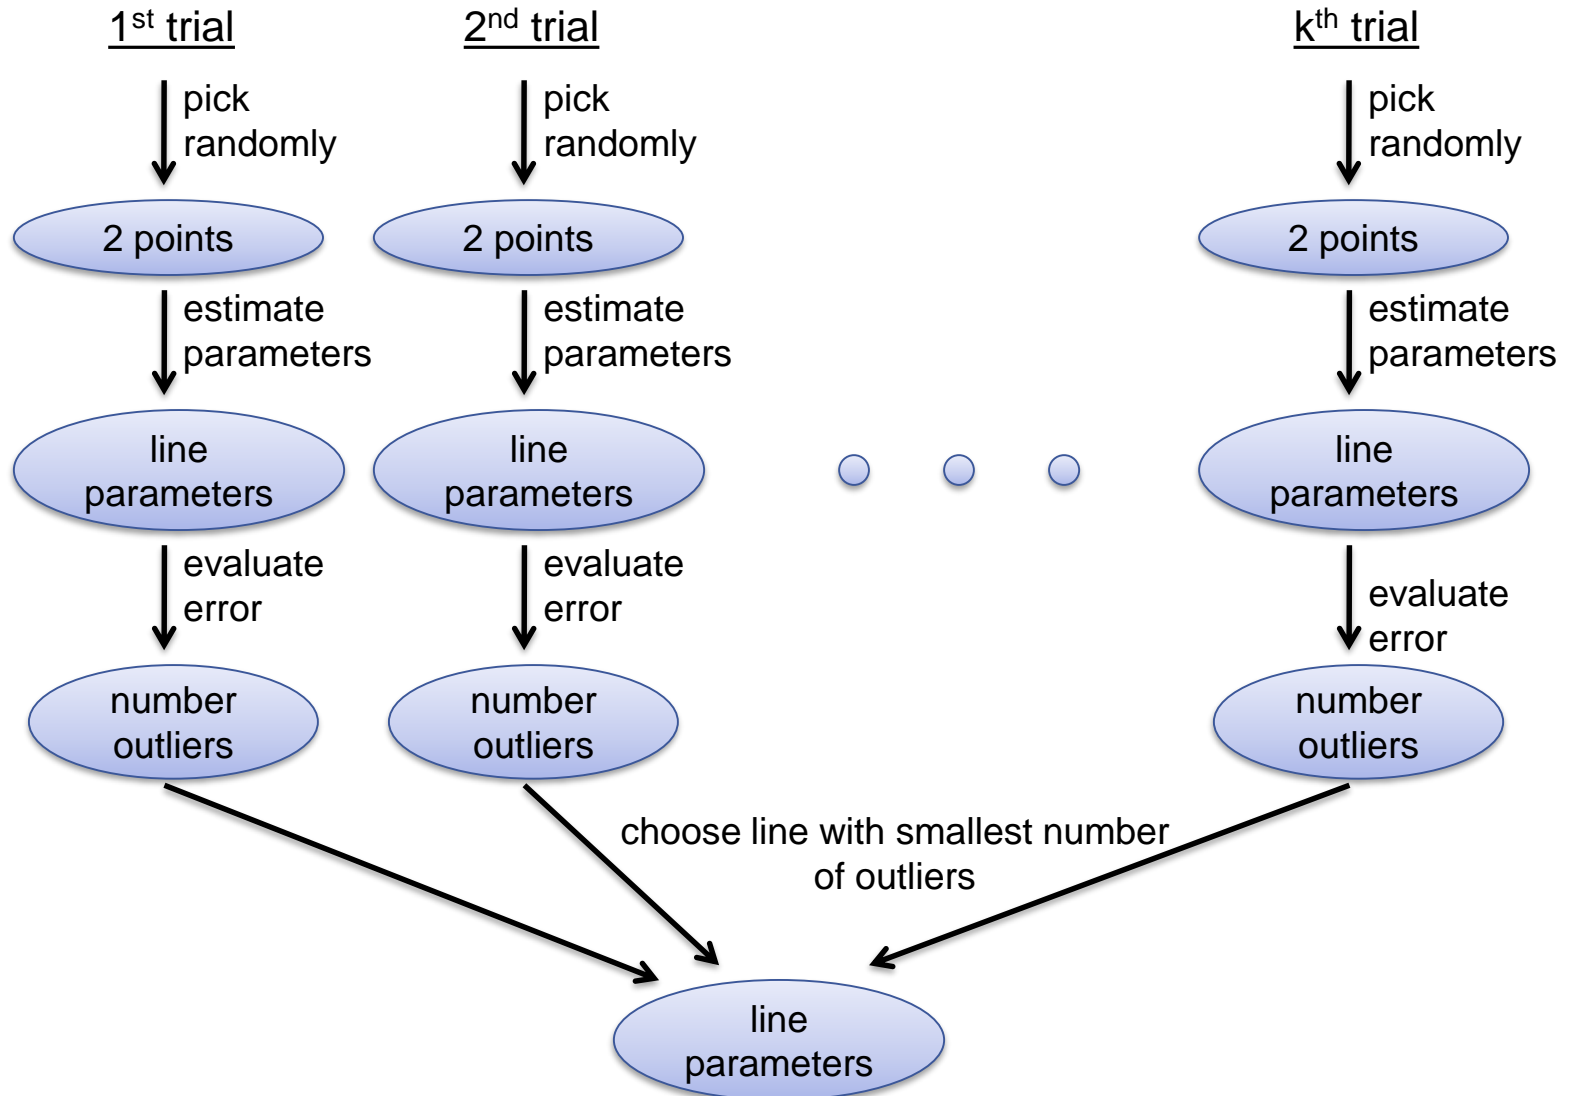 1st trial
2nd trial
kth trial
pick
randomly
pick
randomly
pick
randomly
2 points
2 points
2 points
estimate
parameters
estimate
parameters
estimate
parameters
line
parameters
line
parameters
line
parameters
evaluate
error
evaluate
error
evaluate
error
number
outliers
number
outliers
number
outliers
choose line with smallest number
of outliers
line
parameters